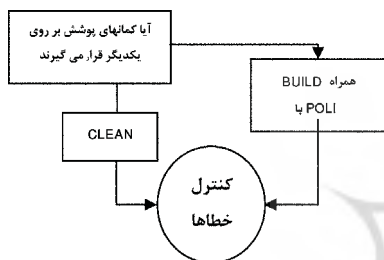 آیا کمانهای پوشش بر روی
یکدیگر قرار می گیرند
همراه BUILD
با POLI
CLEAN
کنترل
خطاها